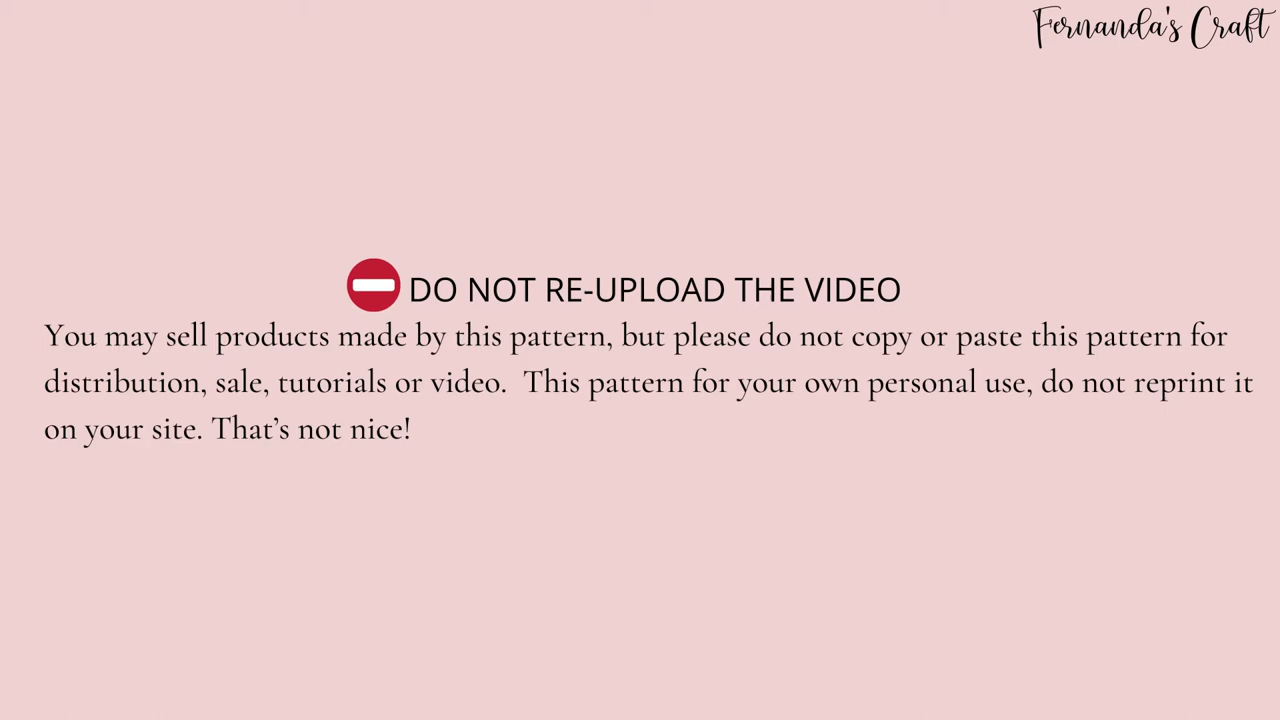 Fernanda's Craft
⛔ DO NOT RE-UPLOAD THE VIDEO
You may sell products made by this pattern, but please do not copy or paste this pattern for
distribution, sale, tutorials or video.  This pattern for your own personal use, do not reprint it
on your site. That’s not nice!